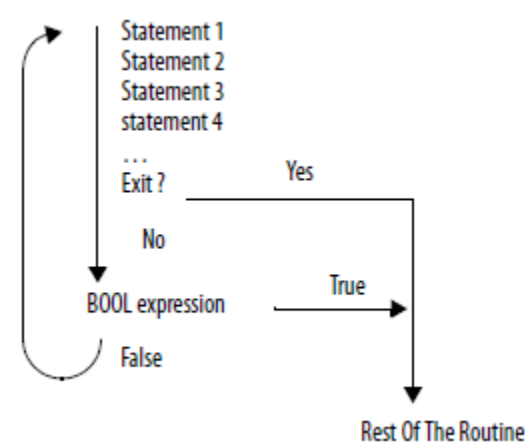 Statement 1
Statement 2
Statement 3
statement 4
...
Exit ?
Yes
No
BOOL expression
True
False
Rest Of The Routine